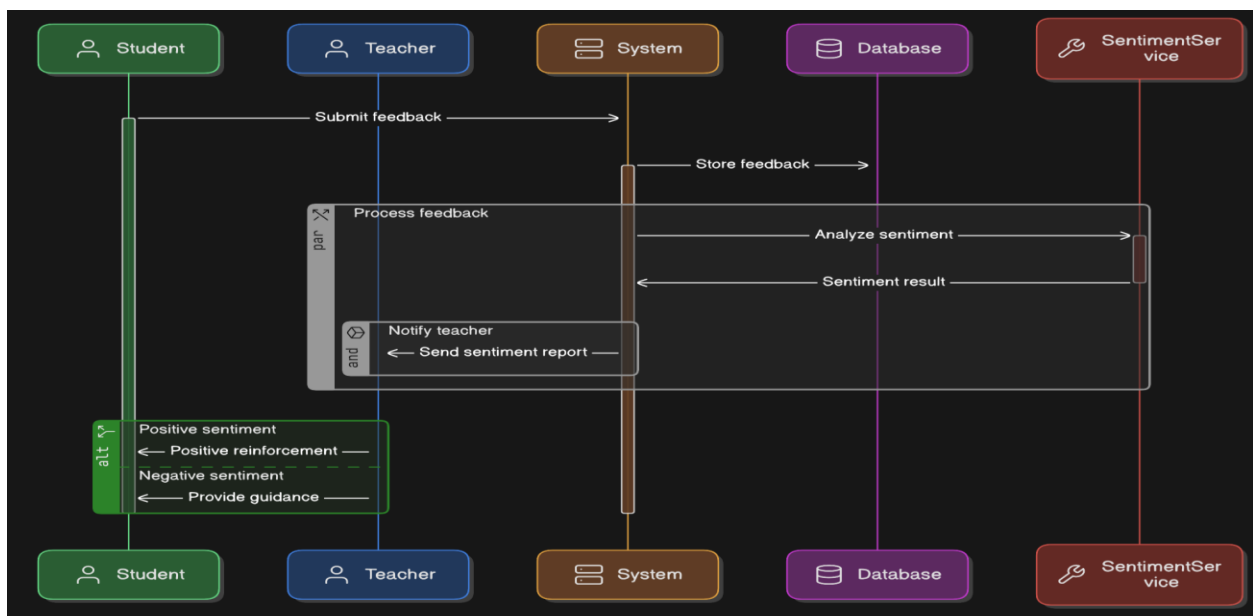 Student
Teacher
System
Database
SentimentSer
vice
Submit feedback
Store feedback
par
Process feedback
Analyze sentiment
Sentiment result
and
Notify teacher
Send sentiment report
alt
Positive sentiment
Positive reinforcement
Negative sentiment
Provide guidance
Student
Teacher
System
Database
SentimentSer
vice